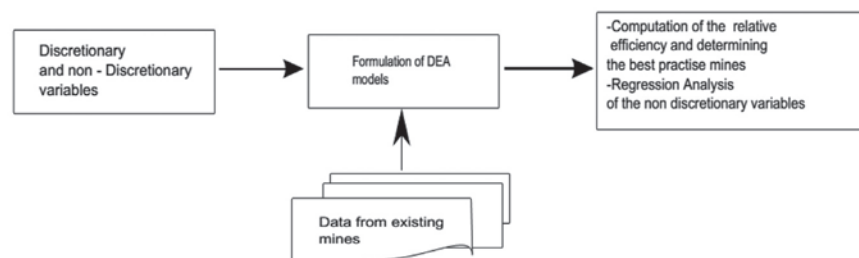 Discretionary
and non - Discretionary
variables
Formulation of DEA
models
-Computation of the relative
efficiency and determining
the best practise mines
-Regression Analysis
of the non discretionary variables
Data from existing
mines